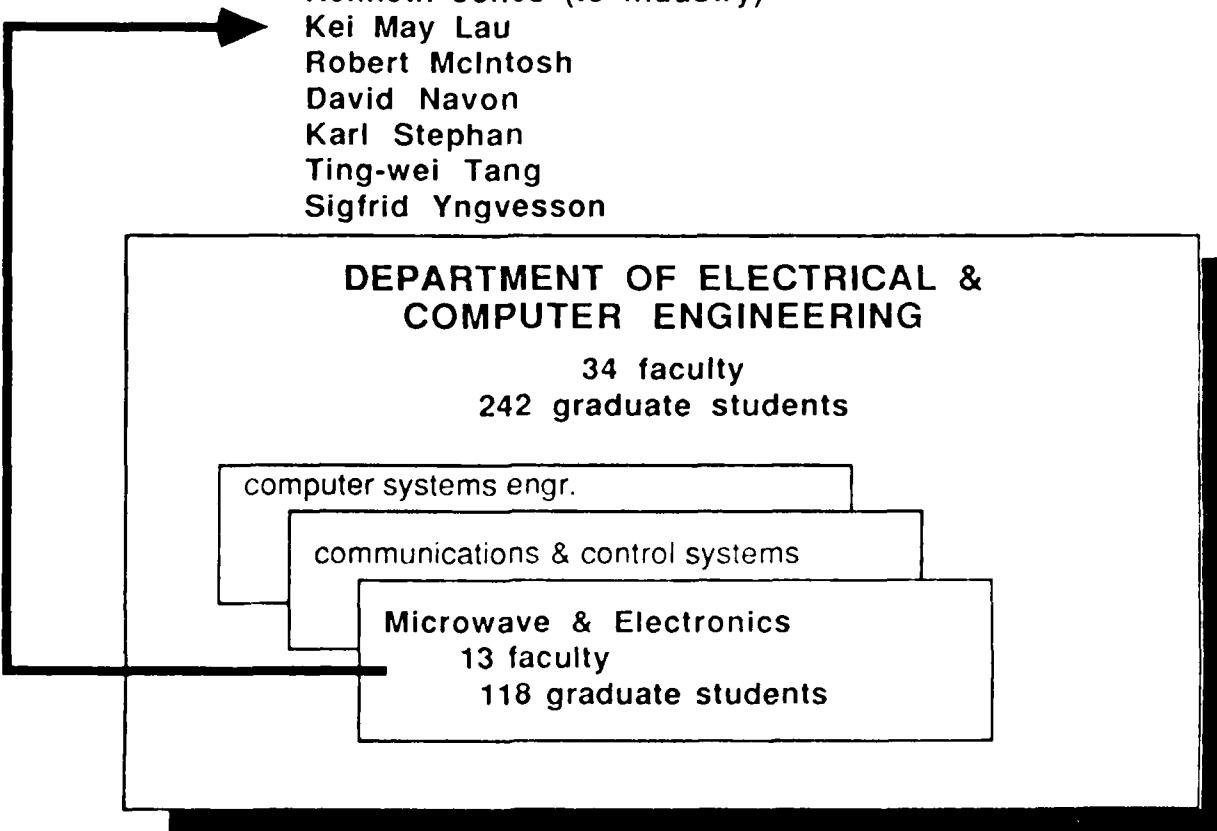 Kei May Lau
Robert McIntosh
David Navon
Karl Stephan
Ting-wei Tang
Sigfrid Yngvesson
DEPARTMENT OF ELECTRICAL &
COMPUTER ENGINEERING
34 faculty
242 graduate students
computer systems engr.
communications & control systems
Microwave & Electronics
13 faculty
118 graduate students